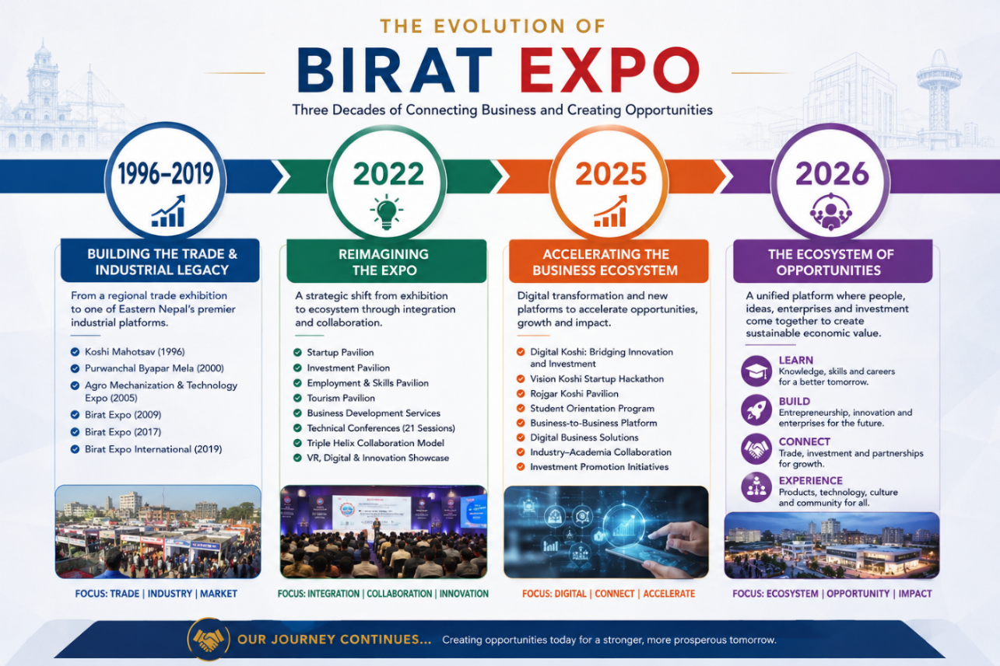 THE EVOLUTION OF
BIRAT EXPO
Three Decades of Connecting Business and Creating Opportunities
1996–2019
BUILDING THE TRADE &
INDUSTRIAL LEGACY
From a regional trade exhibition
to one of Eastern Nepal's premier
industrial platforms.
Koshi Mahotsav (1996)
Purwanchal Byapar Mela (2000)
Agro Mechanization & Technology
Expo (2005)
Birat Expo (2009)
Birat Expo (2017)
Birat Expo International (2019)
FOCUS: TRADE | INDUSTRY | MARKET
2022
REIMAGINING
THE EXPO
A strategic shift from exhibition
to ecosystem through integration
and collaboration.
Startup Pavilion
Investment Pavilion
Employment & Skills Pavilion
Tourism Pavilion
Business Development Services
Technical Conferences (21 Sessions)
Triple Helix Collaboration Model
VR, Digital & Innovation Showcase
FOCUS: INTEGRATION | COLLABORATION | INNOVATION
2025
ACCELERATING THE
BUSINESS ECOSYSTEM
Digital transformation and new
platforms to accelerate opportunities,
growth and impact.
Digital Koshi: Bridging Innovation
and Investment
Vision Koshi Startup Hackathon
Rojgar Koshi Pavilion
Student Orientation Program
Business-to-Business Platform
Digital Business Solutions
Industry–Academia Collaboration
Investment Promotion Initiatives
FOCUS: DIGITAL | CONNECT | ACCELERATE
2026
THE ECOSYSTEM OF
OPPORTUNITIES
A unified platform where people,
ideas, enterprises and investment
come together to create
sustainable economic value.
LEARN
Knowledge, skills and careers
for a better tomorrow.
BUILD
Entrepreneurship, innovation and
enterprises for the future.
CONNECT
Trade, investment and partnerships
for growth.
EXPERIENCE
Products, technology, culture
and community for all.
FOCUS: ECOSYSTEM | OPPORTUNITY | IMPACT
OUR JOURNEY CONTINUES... Creating opportunities today for a stronger, more prosperous tomorrow.